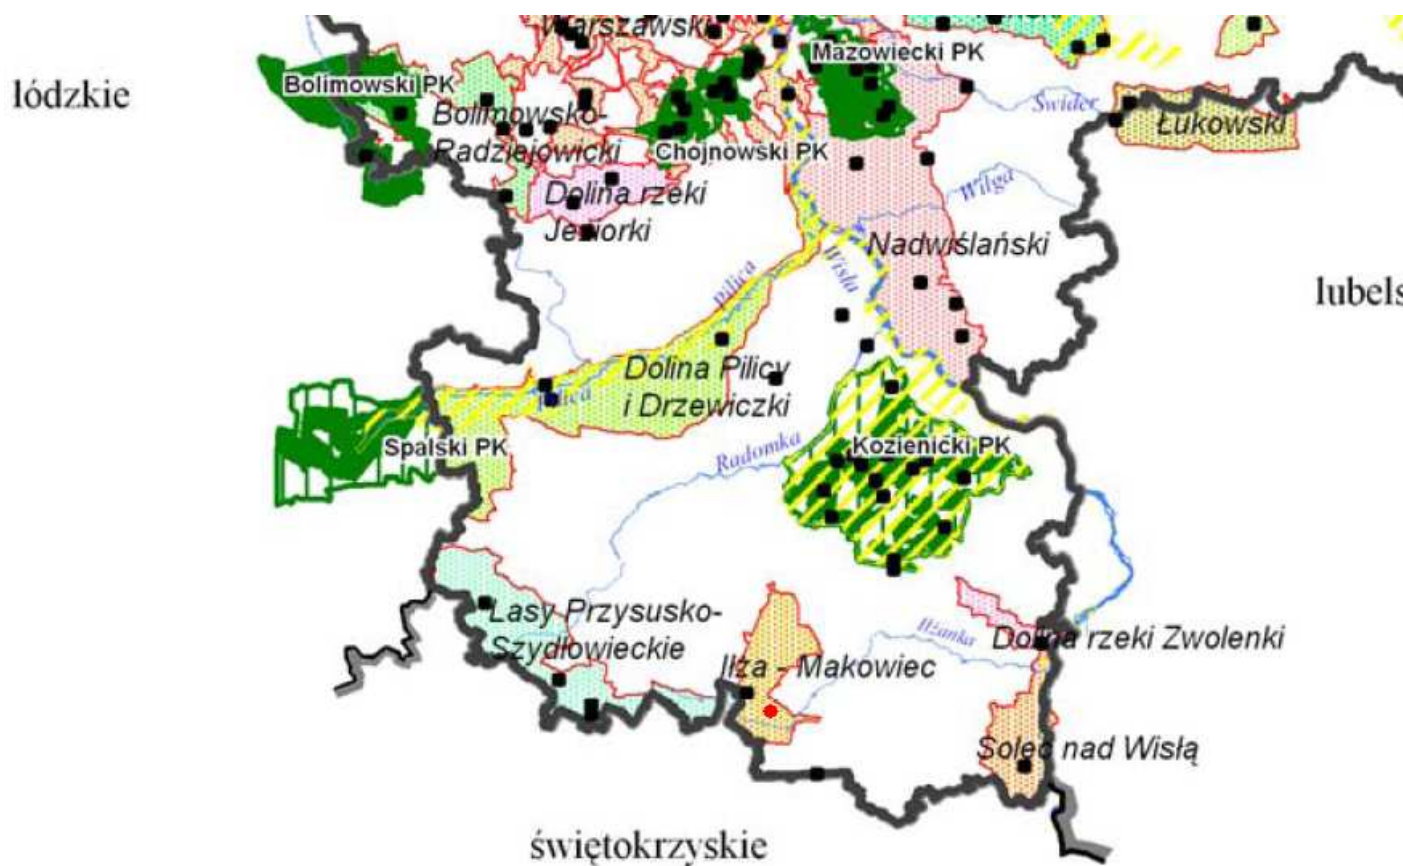 Warszawski
Mazowiecki PK
Bolimowski PK
łódzkie
Świder
Bolimowsko-
Radziejowicki
Łukowski
Chojnowski PK
Wilga
Dolina rzeki
Jeziorki
Nadwiślański
Wisła
Pilica
lubels
Dolina Pilicy
i Drzewiczki
Pilica
Spalski PK
Radomka
Kozienicki PK
Lasy Przysusko-
Szydłowieckie
Iłżanka
Dolina rzeki Zwolenki
Iłża - Makowiec
Solec nad Wisłą
świętokrzyskie